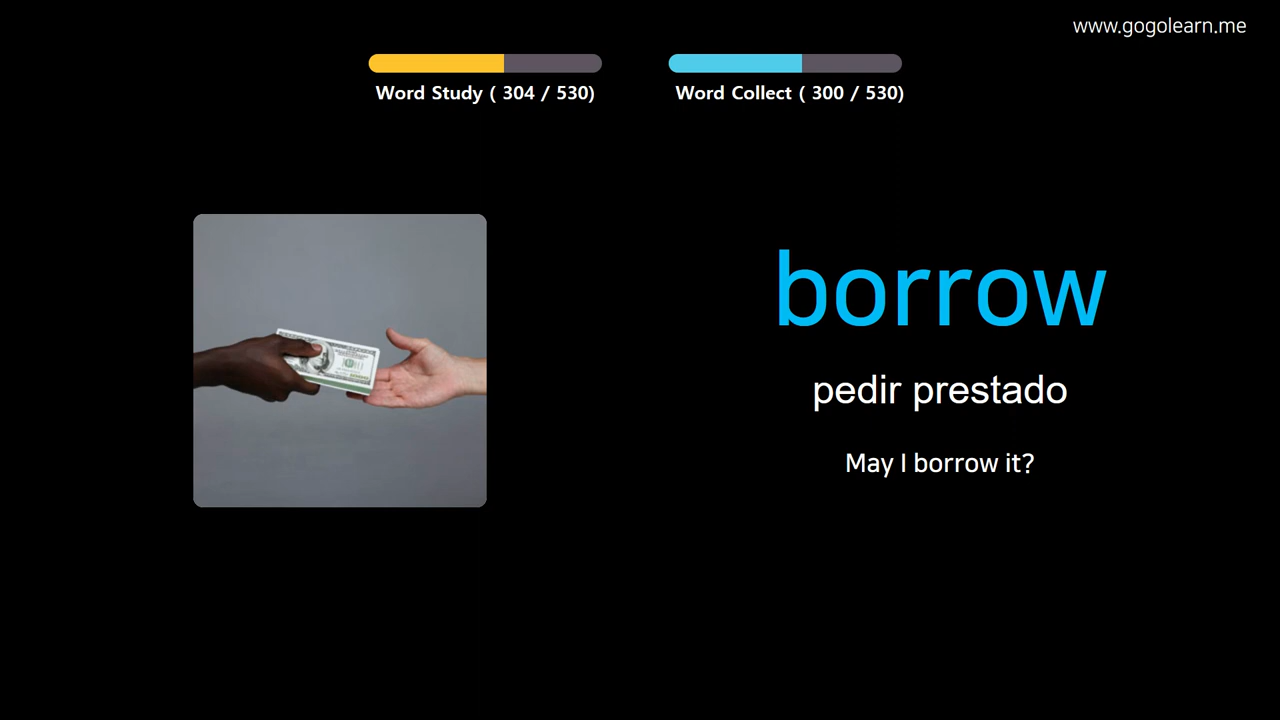 www.gogolearn.me
Word Study ( 304 / 530)
Word Collect ( 300 / 530)
borrow
pedir prestado
May I borrow it?